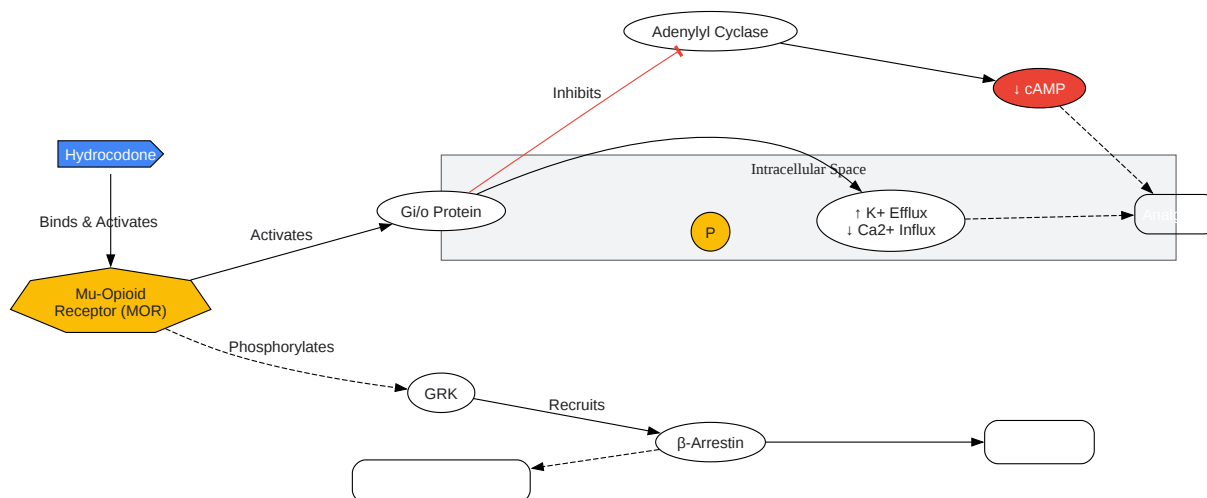 Adenylyl Cyclase
↓ cAMP
Inhibits
Hydrocodone
Intracellular Space
Binds & Activates
Gi/o Protein
↑ K+ Efflux
↓ Ca2+ Influx
P
Activates
Mu-Opioid
Receptor (MOR)
Phosphorylates
GRK
Recruits
β-Arrestin